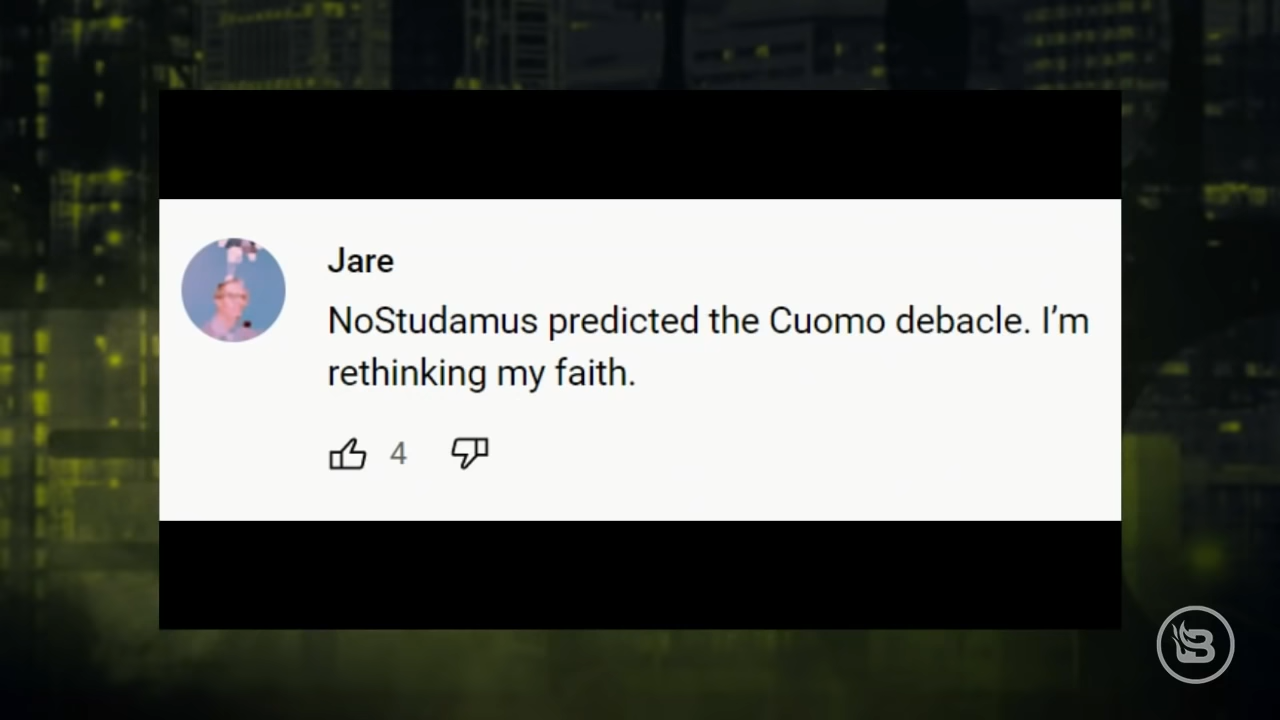 Jare
NoStudamus predicted the Cuomo debacle. I’m
rethinking my faith.
4
B